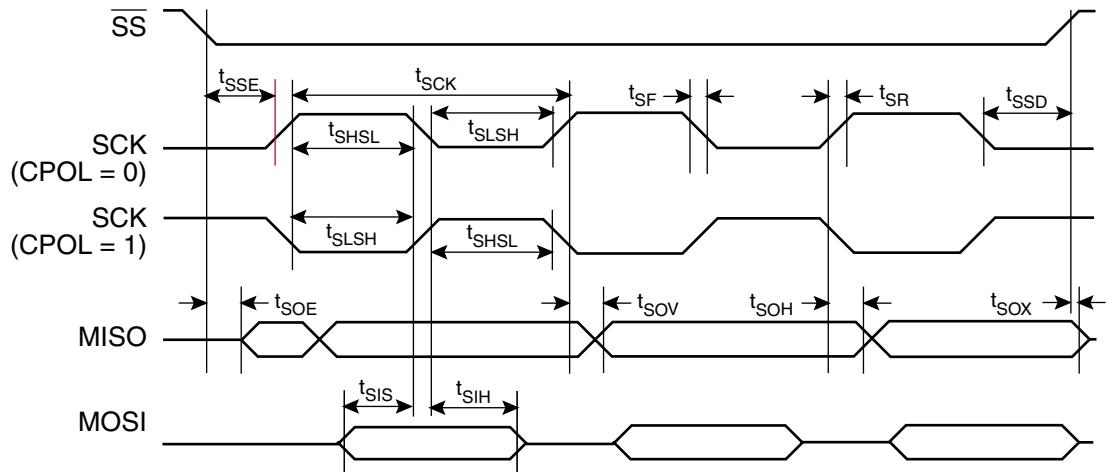 SS
tSSE
tSCK
tSF
tSR
tSSD
SCK
(CPOL = 0)
tSHSL
tSLSH
SCK
(CPOL = 1)
tSLSH
tSHSL
tSOE
tSOV
tSOH
tSOX
MISO
tSIS
tSIH
MOSI